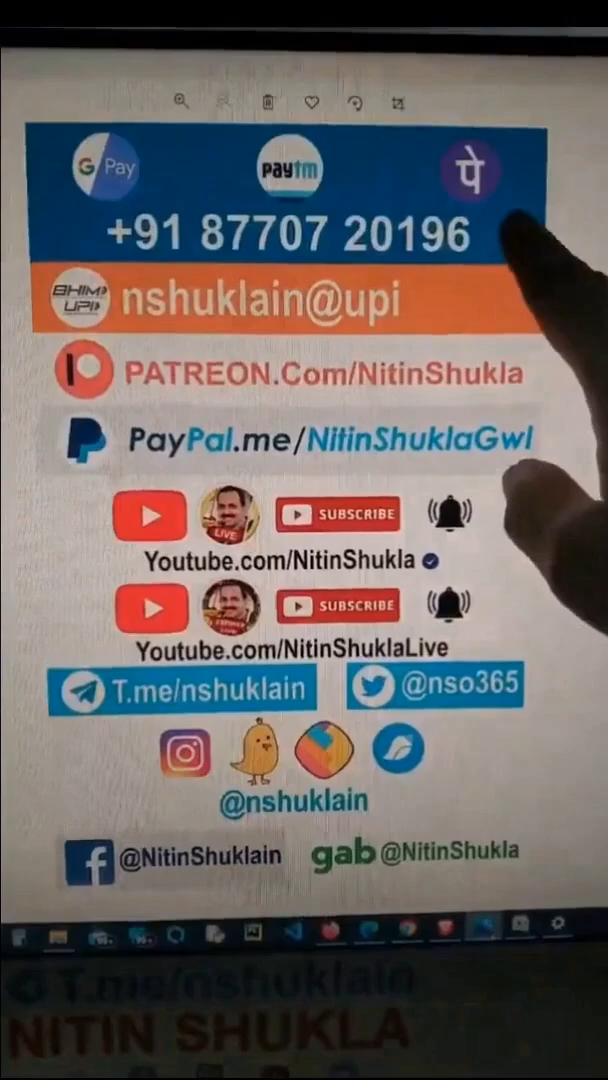 G Pay paytm पे
+91 87707 20196
BHIM UPI nshuklain@upi
PATREON.Com/NitinShukla
PayPal.me/NitinShuklaGwl
LIVE SUBSCRIBE
Youtube.com/NitinShukla
SUBSCRIBE
Youtube.com/NitinShuklaLive
T.me/nshuklain @nso365
@nshuklain
f @NitinShuklain gab @NitinShukla
T.me/nshuklain
NITIN SHUKLA